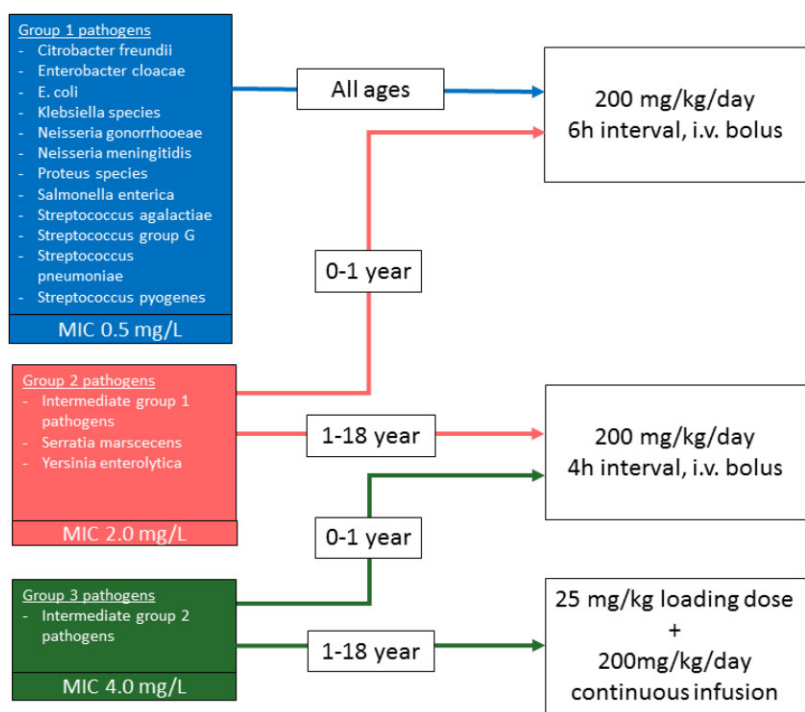 Group 1 pathogens
- Citrobacter freundii
- Enterobacter cloacae
- E. coli
- Klebsiella species
- Neisseria gonorrhooeae
- Neisseria meningitidis
- Proteus species
- Salmonella enterica
- Streptococcus agalactiae
- Streptococcus group G
- Streptococcus
pneumoniae
- Streptococcus pyogenes
MIC 0.5 mg/L
All ages
200 mg/kg/day
6h interval, i.v. bolus
0-1 year
Group 2 pathogens
- Intermediate group 1
pathogens
- Serratia marscecens
- Yersinia enterolytica
MIC 2.0 mg/L
1-18 year
200 mg/kg/day
4h interval, i.v. bolus
0-1 year
Group 3 pathogens
- Intermediate group 2
pathogens
MIC 4.0 mg/L
1-18 year
25 mg/kg loading dose
+
200mg/kg/day
continuous infusion